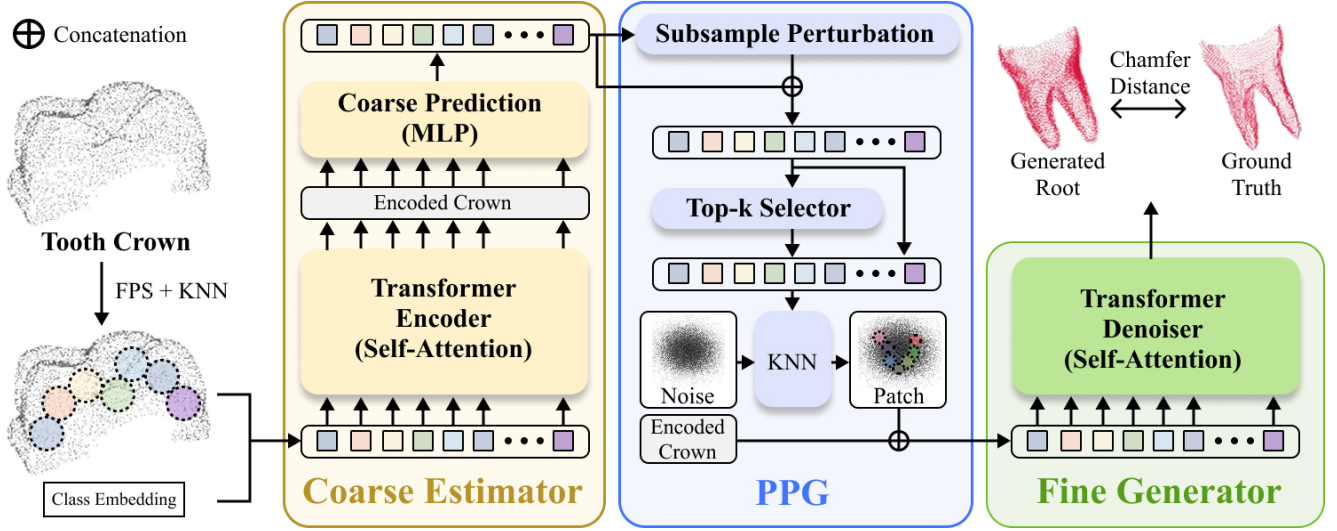 Concatenation
Tooth Crown
FPS + KNN
Class Embedding
Coarse Prediction
(MLP)
Encoded Crown
Transformer
Encoder
(Self-Attention)
Coarse Estimator
Subsample Perturbation
Top-k Selector
Noise
KNN
Patch
Encoded
Crown
PPG
Chamfer
Distance
Generated
Root
Ground
Truth
Transformer
Denoiser
(Self-Attention)
Fine Generator